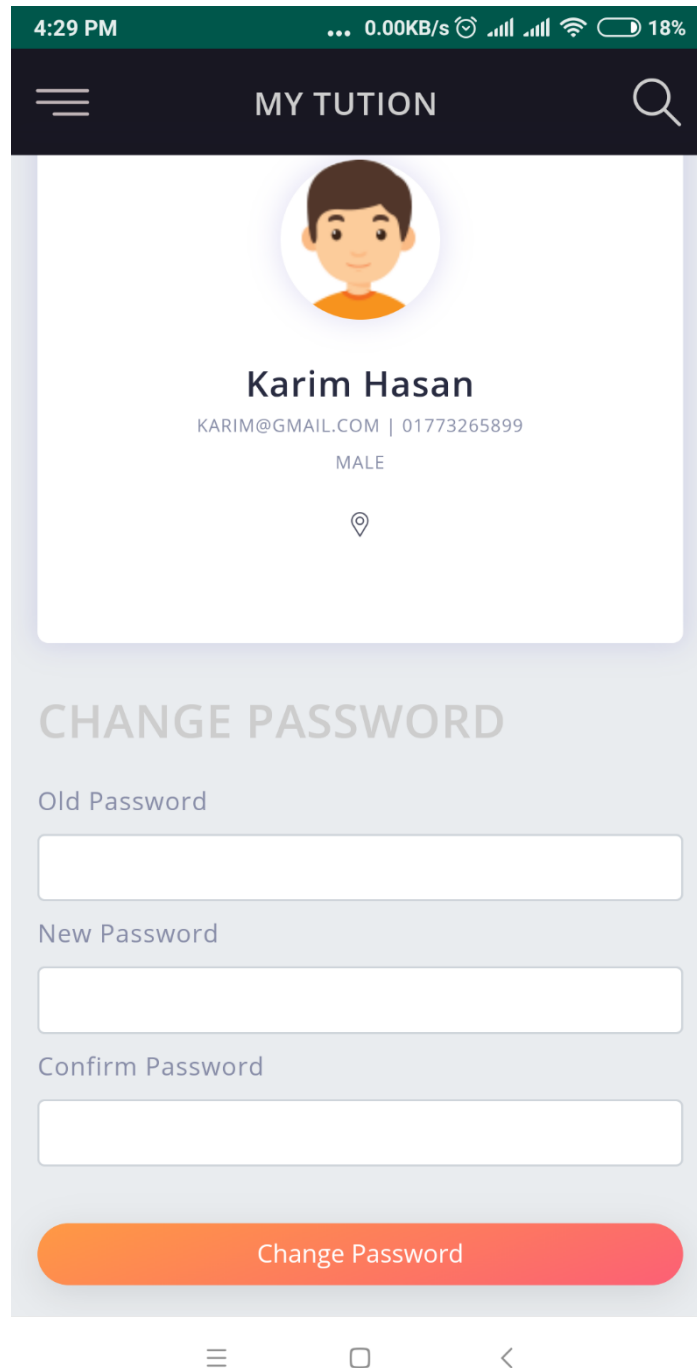 4:29 PM ... 0.00KB/s 18%
MY TUTION
Karim Hasan
KARIM@GMAIL.COM | 01773265899
MALE
CHANGE PASSWORD
Old Password
New Password
Confirm Password
Change Password